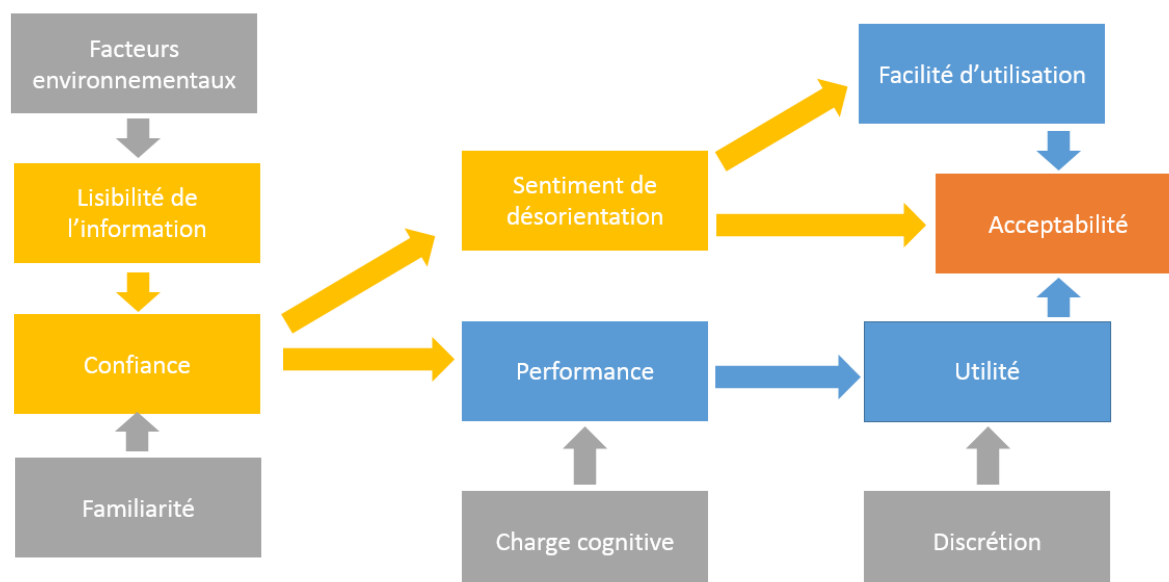 Facteurs
environnementaux
Lisibilité de
l'information
Confiance
Familiarité
Sentiment de
désorientation
Performance
Charge cognitive
Facilité d'utilisation
Acceptabilité
Utilité
Discrétion